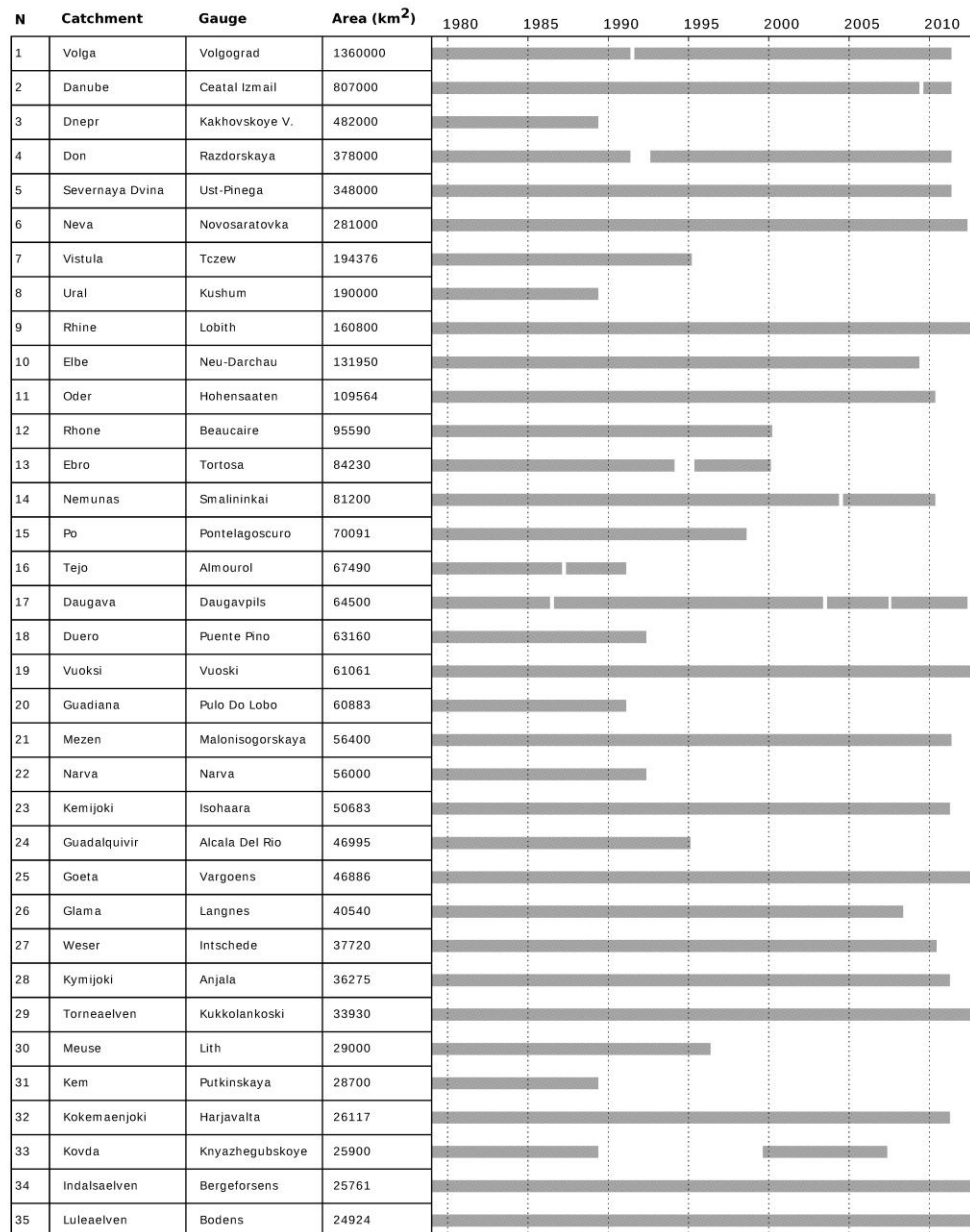 N Catchment Gauge Area (km2) 1980 1985 1990 1995 2000 2005 2010
1 Volga Volgograd 1360000
2 Danube Ceatal Izmail 807000
3 Dnepr Kakhovskoye V. 482000
4 Don Razdorskaya 378000
5 Severnaya Dvina Ust-Pinega 348000
6 Neva Novosaratovka 281000
7 Vistula Tczew 194376
8 Ural Kushum 190000
9 Rhine Lobith 160800
10 Elbe Neu-Darchau 131950
11 Oder Hohensaaten 109564
12 Rhone Beaucaire 95590
13 Ebro Tortosa 84230
14 Nemunas Smalininkai 81200
15 Po Pontelagoscuro 70091
16 Tejo Almourol 67490
17 Daugava Daugavpils 64500
18 Duero Puente Pino 63160
19 Vuoksi Vuoski 61061
20 Guadiana Pulo Do Lobo 60883
21 Mezen Malonisogorskaya 56400
22 Narva Narva 56000
23 Kemijoki Isohaara 50683
24 Guadalquivir Alcala Del Rio 46995
25 Goeta Vargoens 46886
26 Glama Langnes 40540
27 Weser Intschede 37720
28 Kymijoki Anjala 36275
29 Torneaelven Kukkolankoski 33930
30 Meuse Lith 29000
31 Kem Putkinskaya 28700
32 Kokemaenjoki Harjavalta 26117
33 Kovda Knyazhegubskoye 25900
34 Indalsaelven Bergeforsens 25761
35 Luleaelven Bodens 24924